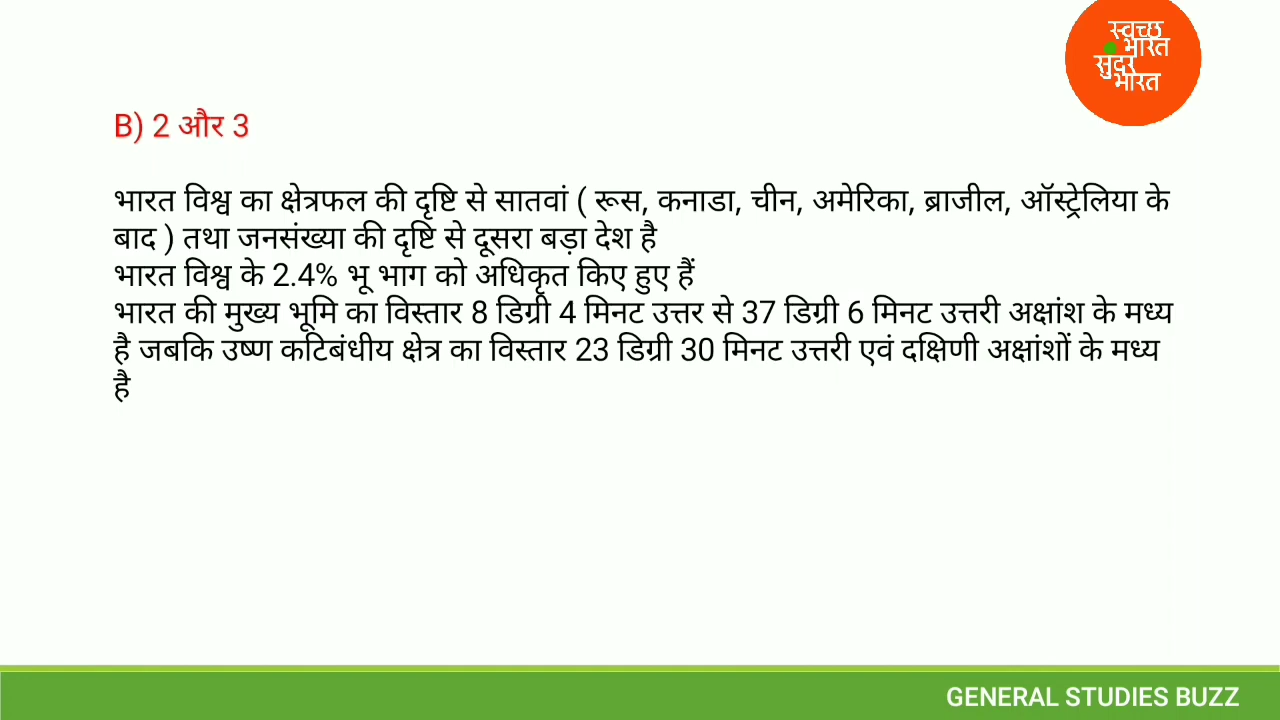 स्वच्छ
भारत
सुंदर
भारत
B) 2 और 3
भारत विश्व का क्षेत्रफल की दृष्टि से सातवां ( रूस, कनाडा, चीन, अमेरिका, ब्राजील, ऑस्ट्रेलिया के
बाद ) तथा जनसंख्या की दृष्टि से दूसरा बड़ा देश है
भारत विश्व के 2.4% भू भाग को अधिकृत किए हुए हैं
भारत की मुख्य भूमि का विस्तार 8 डिग्री 4 मिनट उत्तर से 37 डिग्री 6 मिनट उत्तरी अक्षांश के मध्य
है जबकि उष्ण कटिबंधीय क्षेत्र का विस्तार 23 डिग्री 30 मिनट उत्तरी एवं दक्षिणी अक्षांशों के मध्य
है
GENERAL STUDIES BUZZ